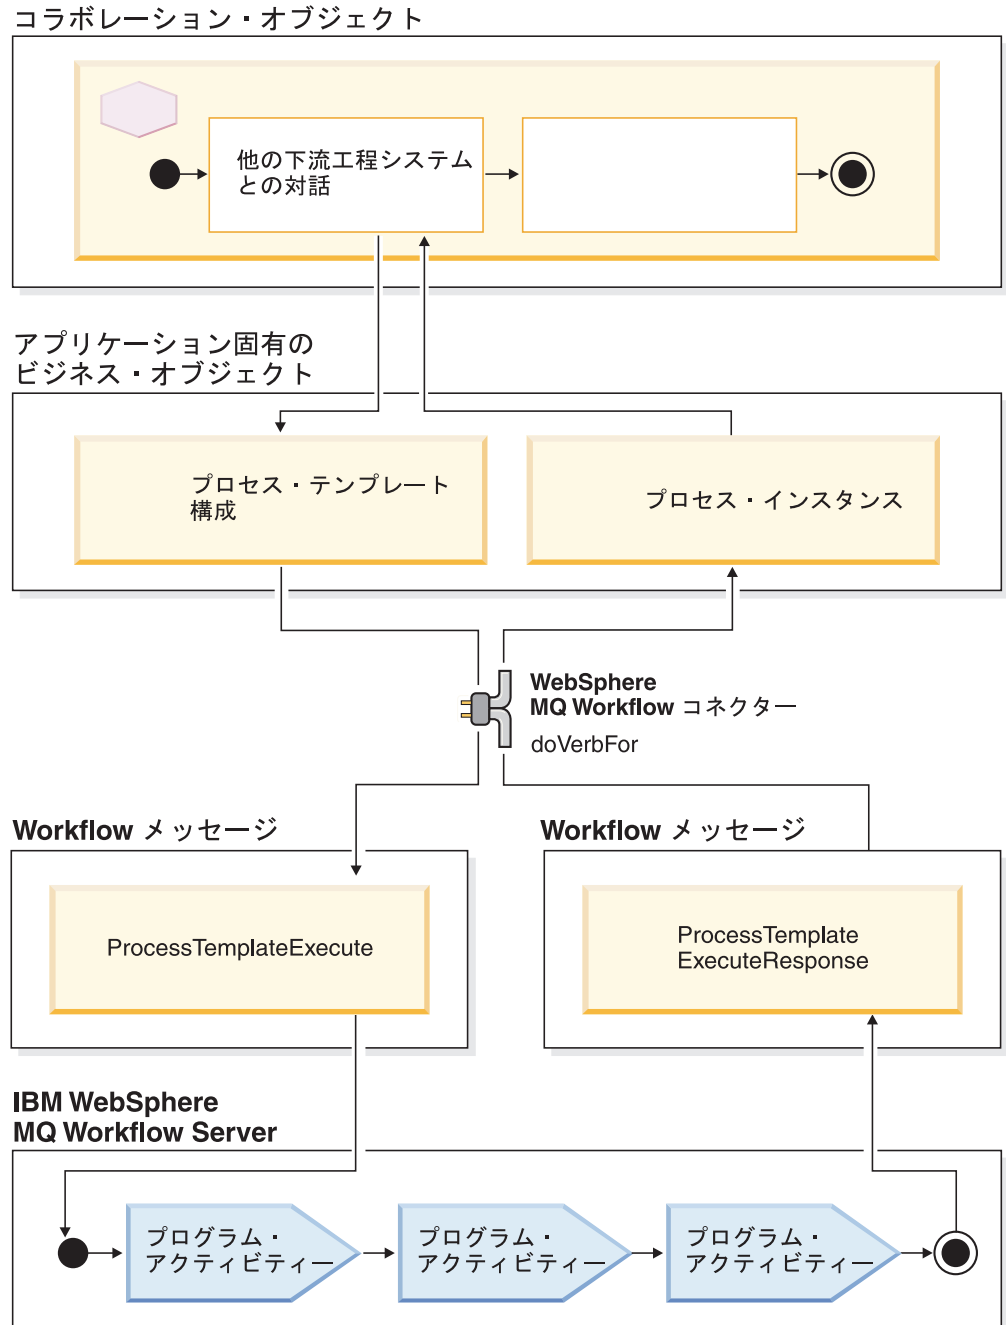 コラボレーション・オブジェクト
他の下流工程システム
との対話
アプリケーション固有の
ビジネス・オブジェクト
プロセス・テンプレート
構成
プロセス・インスタンス
WebSphere
MQ Workflow コネクター
doVerbFor
Workflow メッセージ
Workflow メッセージ
ProcessTemplateExecute
ProcessTemplate
ExecuteResponse
IBM WebSphere
MQ Workflow Server
プログラム・
アクティビティー
プログラム・
アクティビティー
プログラム・
アクティビティー